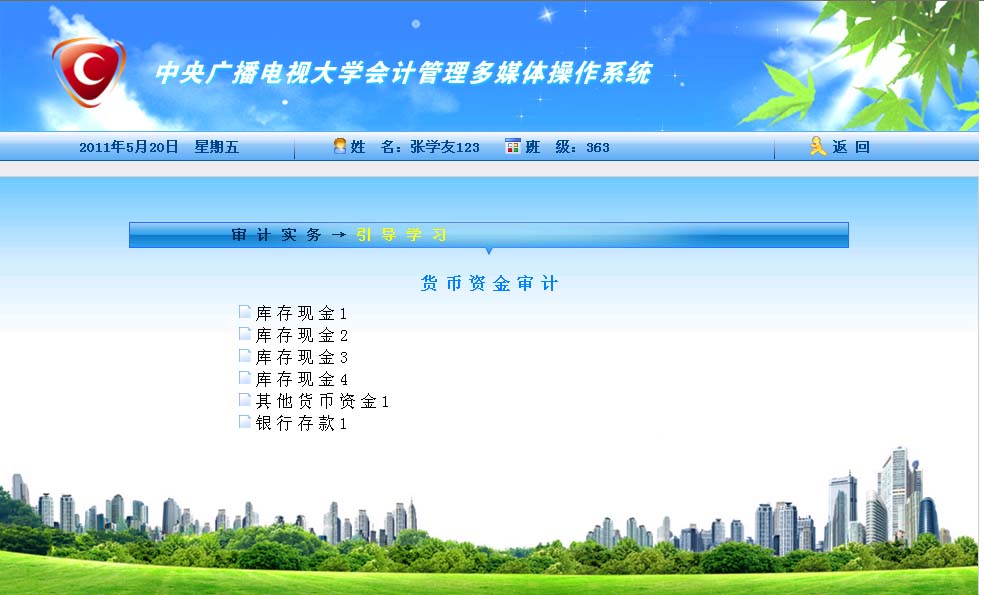 中央广播电视大学会计管理多媒体操作系统
2011年5月20日 星期五 姓 名：张学友123 班 级：363 返 回
审 计 实 务 → 引 导 学 习
货 币 资 金 审 计
库 存 现 金 1
库 存 现 金 2
库 存 现 金 3
库 存 现 金 4
其 他 货 币 资 金 1
银 行 存 款 1